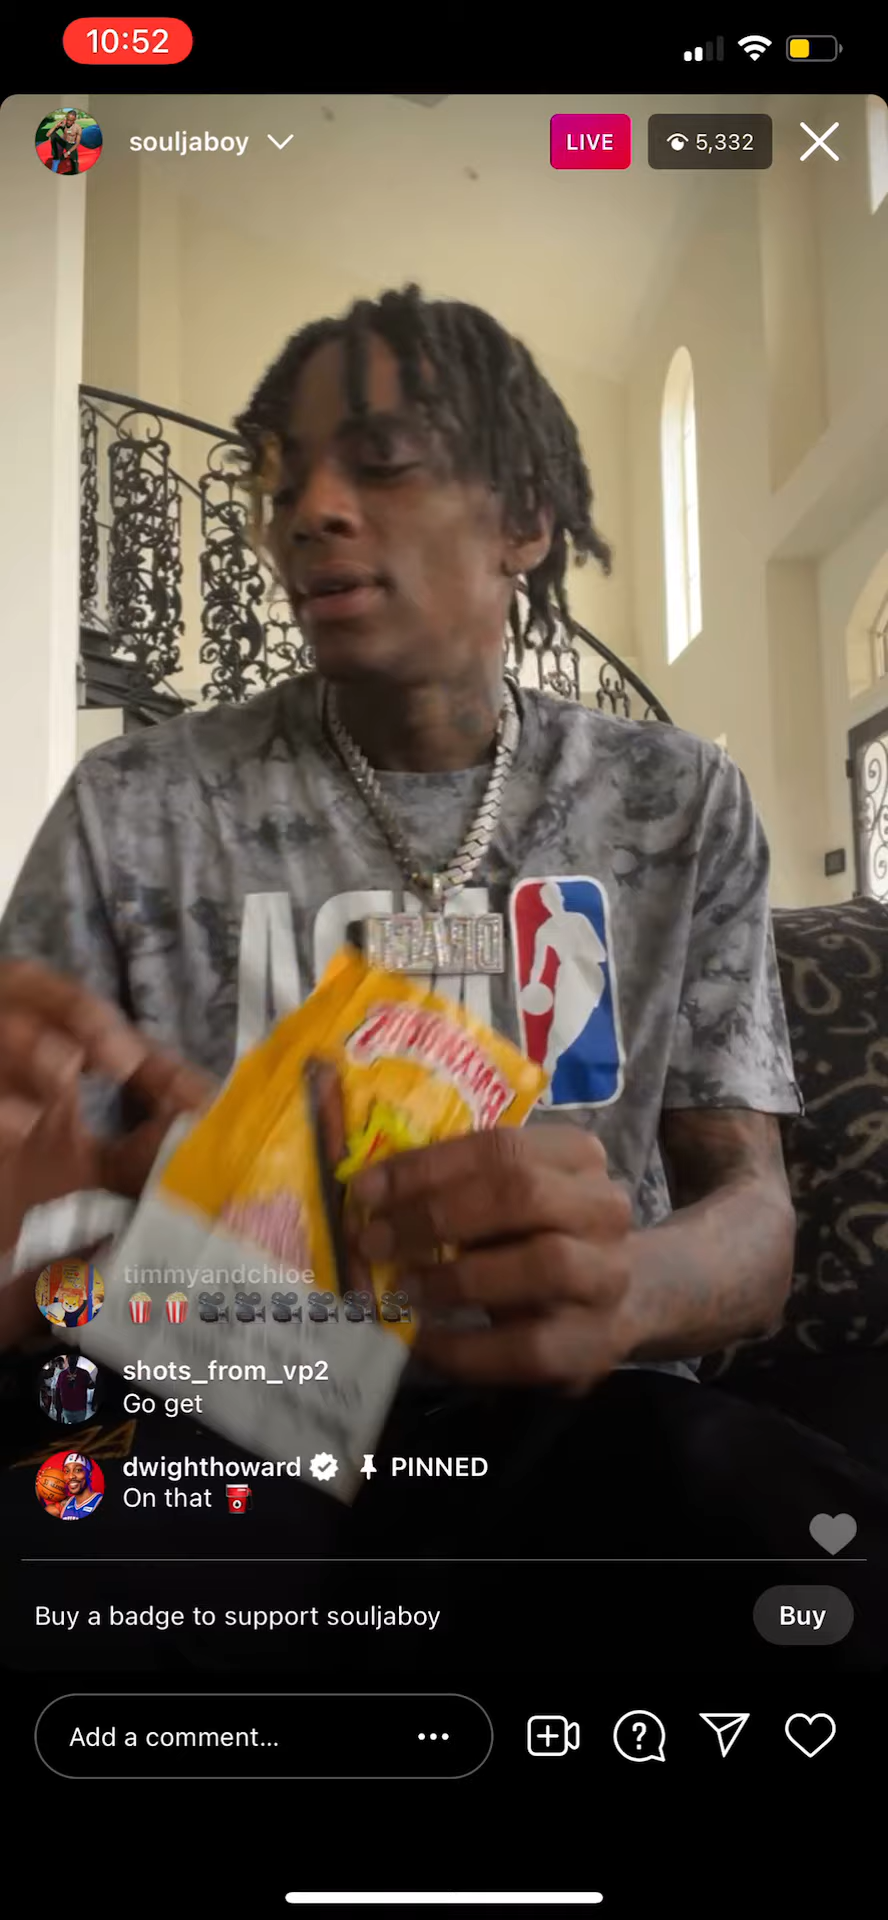 10:52
souljaboy
LIVE
5,332
timmyandchloe
shots_from_vp2
Go get
dwighthoward PINNED
On that
Buy a badge to support souljaboy
Buy
Add a comment...